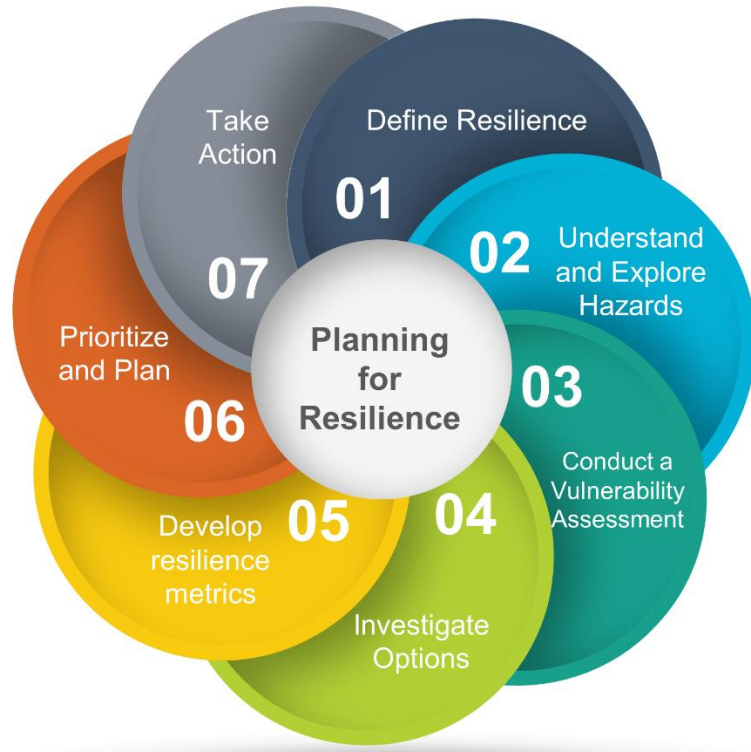 Planning
for
Resilience
01
Define Resilience
02
Understand
and Explore
Hazards
03
Conduct a
Vulnerability
Assessment
04
Investigate
Options
05
Develop
resilience
metrics
06
Prioritize
and Plan
07
Take
Action